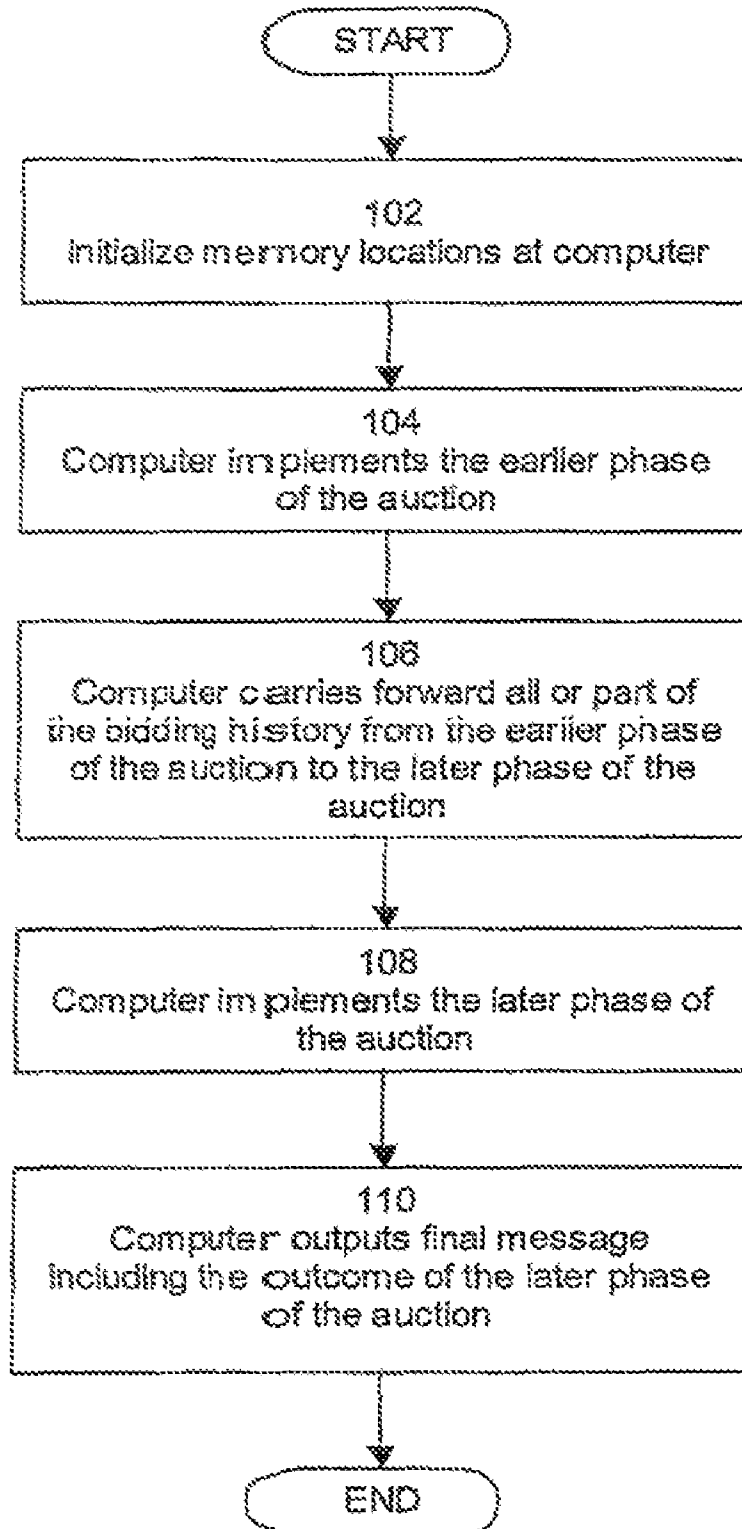 START
102
Initialize memory locations at computer
104
Computer implements the earlier phase
of the auction
106
Computer carries forward all or part of
the bidding history from the earlier phase
of the auction to the later phase of the
auction
108
Computer implements the later phase of
the auction
110
Computer outputs final message
including the outcome of the later phase
of the auction
END